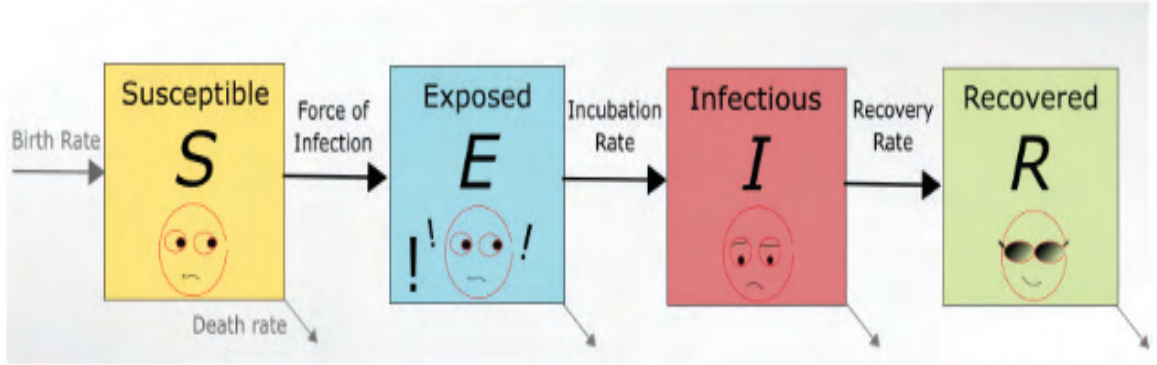 Susceptible
S
Exposed
E
! ! !
Infectious
I
Recovered
R
Birth Rate
Force of
Infection
Incubation
Rate
Recovery
Rate
Death rate